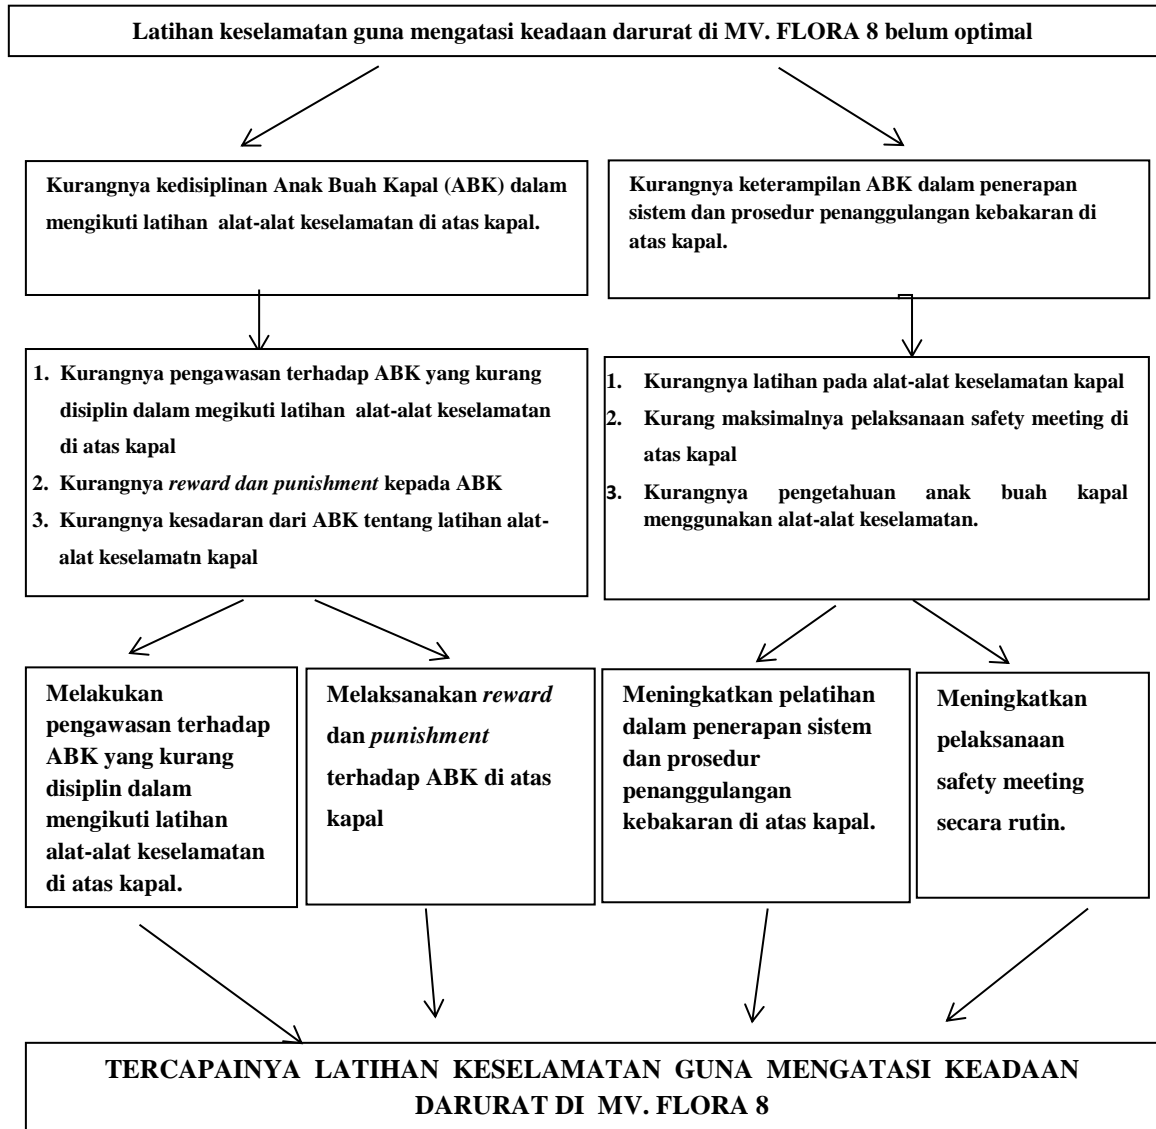 Latihan keselamatan guna mengatasi keadaan darurat di MV. FLORA 8 belum optimal
Kurangnya kedisiplinan Anak Buah Kapal (ABK) dalam
mengikuti latihan alat-alat keselamatan di atas kapal.
Kurangnya keterampilan ABK dalam penerapan
sistem dan prosedur penanggulangan kebakaran di
atas kapal.
1. Kurangnya pengawasan terhadap ABK yang kurang
disiplin dalam megikuti latihan alat-alat keselamatan
di atas kapal
2. Kurangnya reward dan punishment kepada ABK
3. Kurangnya kesadaran dari ABK tentang latihan alat-
alat keselamatn kapal
1. Kurangnya latihan pada alat-alat keselamatan kapal
2. Kurang maksimalnya pelaksanaan safety meeting di
atas kapal
3. Kurangnya pengetahuan anak buah kapal
menggunakan alat-alat keselamatan.
Melakukan
pengawasan terhadap
ABK yang kurang
disiplin dalam
mengikuti latihan
alat-alat keselamatan
di atas kapal.
Melaksanakan reward
dan punishment
terhadap ABK di atas
kapal
Meningkatkan pelatihan
dalam penerapan sistem
dan prosedur
penanggulangan
kebakaran di atas kapal.
Meningkatkan
pelaksanaan
safety meeting
secara rutin.
TERCAPAINYA LATIHAN KESELAMATAN GUNA MENGATASI KEADAAN
DARURAT DI MV. FLORA 8